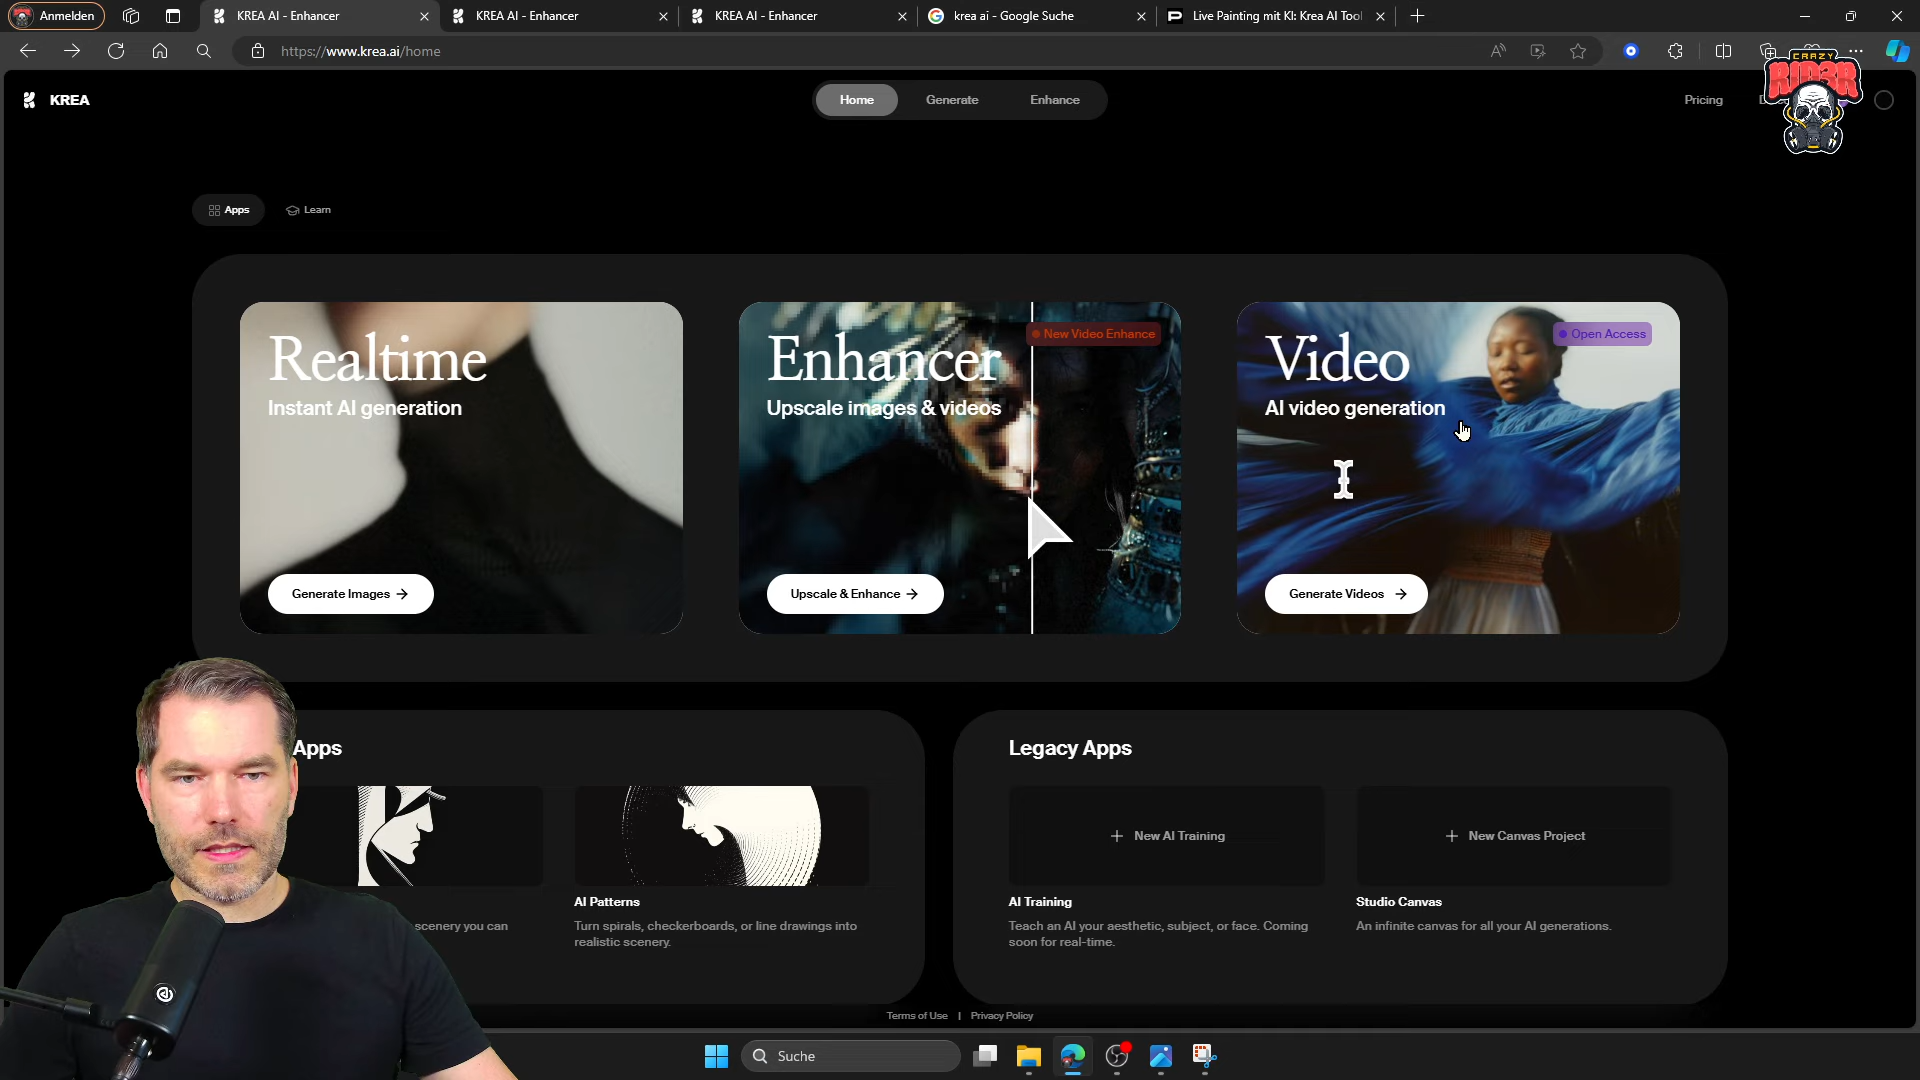 Anmelden
KREA AI - Enhancer
KREA AI - Enhancer
KREA AI - Enhancer
krea ai - Google Suche
Live Painting mit KI: Krea AI Tool
https://www.krea.ai/home
CRAZY
RID3R
KREA
Home
Generate
Enhance
Pricing
Apps
Learn
Realtime
Instant AI generation
Generate Images
Enhancer
New Video Enhance
Upscale images & videos
Upscale & Enhance
Video
Open Access
AI video generation
Generate Videos
Apps
scenery you can
AI Patterns
Turn spirals, checkerboards, or line drawings into
realistic scenery.
Legacy Apps
New AI Training
AI Training
Teach an AI your aesthetic, subject, or face. Coming
soon for real-time.
New Canvas Project
Studio Canvas
An infinite canvas for all your AI generations.
Terms of Use | Privacy Policy
Suche